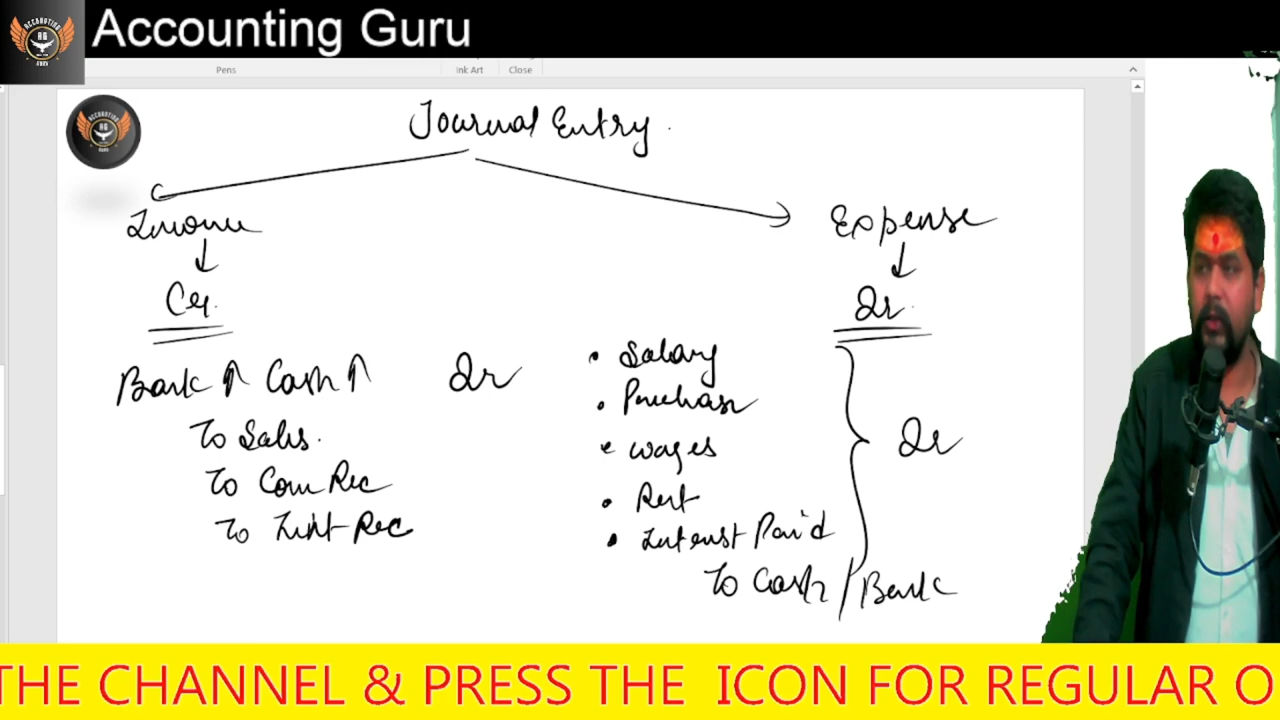 Accounting Guru
Pens
Ink Art
Close
Journal Entry.
Income
Expense
Cr.
Dr.
Bank ↑ Cash ↑ Dr
To Sales.
To Com Rec
To Int Rec
• Salary
• Purchase
• Wages
• Rent
• Interest Paid
Dr
To Cash / Bank
THE CHANNEL & PRESS THE ICON FOR REGULAR O